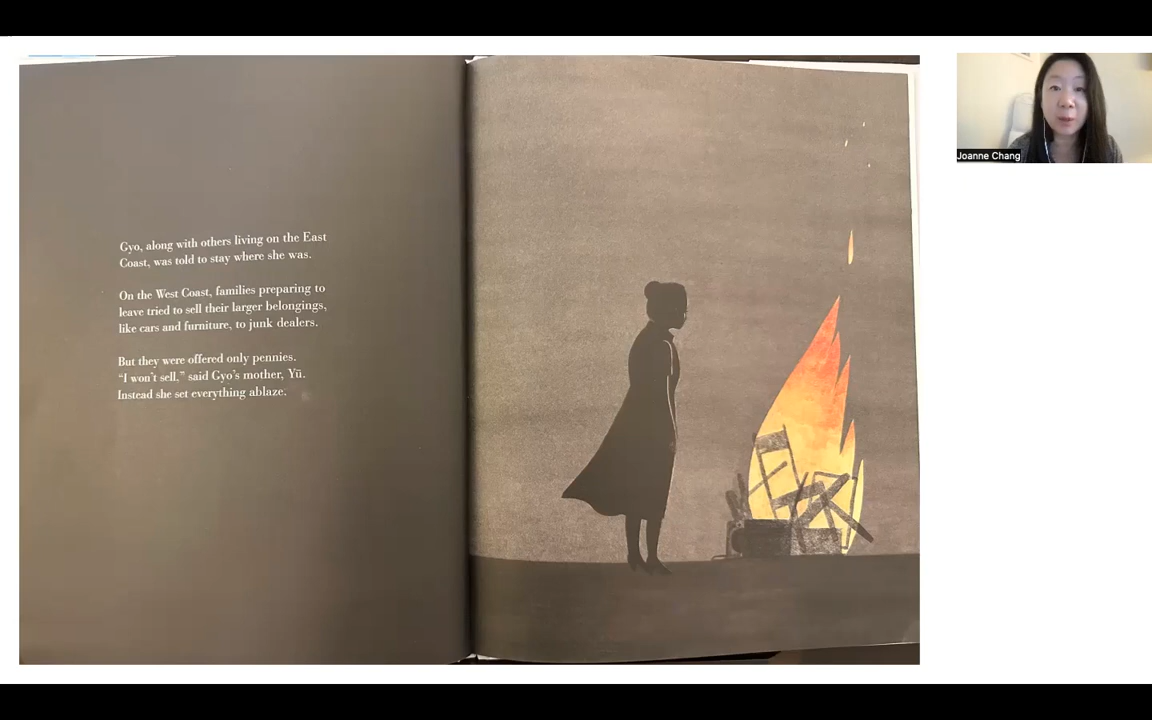 Gyo, along with others living on the East
Coast, was told to stay where she was.
On the West Coast, families preparing to
leave tried to sell their larger belongings,
like cars and furniture, to junk dealers.
But they were offered only pennies.
“I won’t sell,” said Gyo’s mother, Yū.
Instead she set everything ablaze.
Joanne Chang